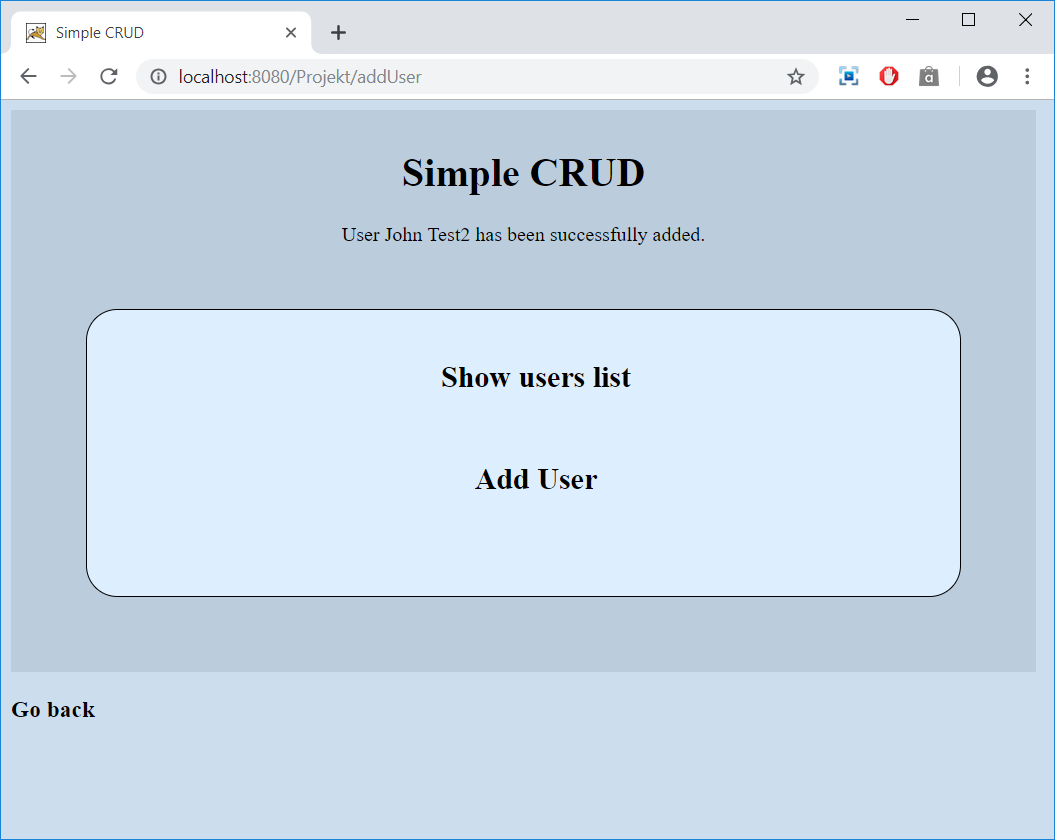 Simple CRUD
localhost:8080/Projekt/addUser
a
Simple CRUD
User John Test2 has been successfully added.
Show users list
Add User
Go back